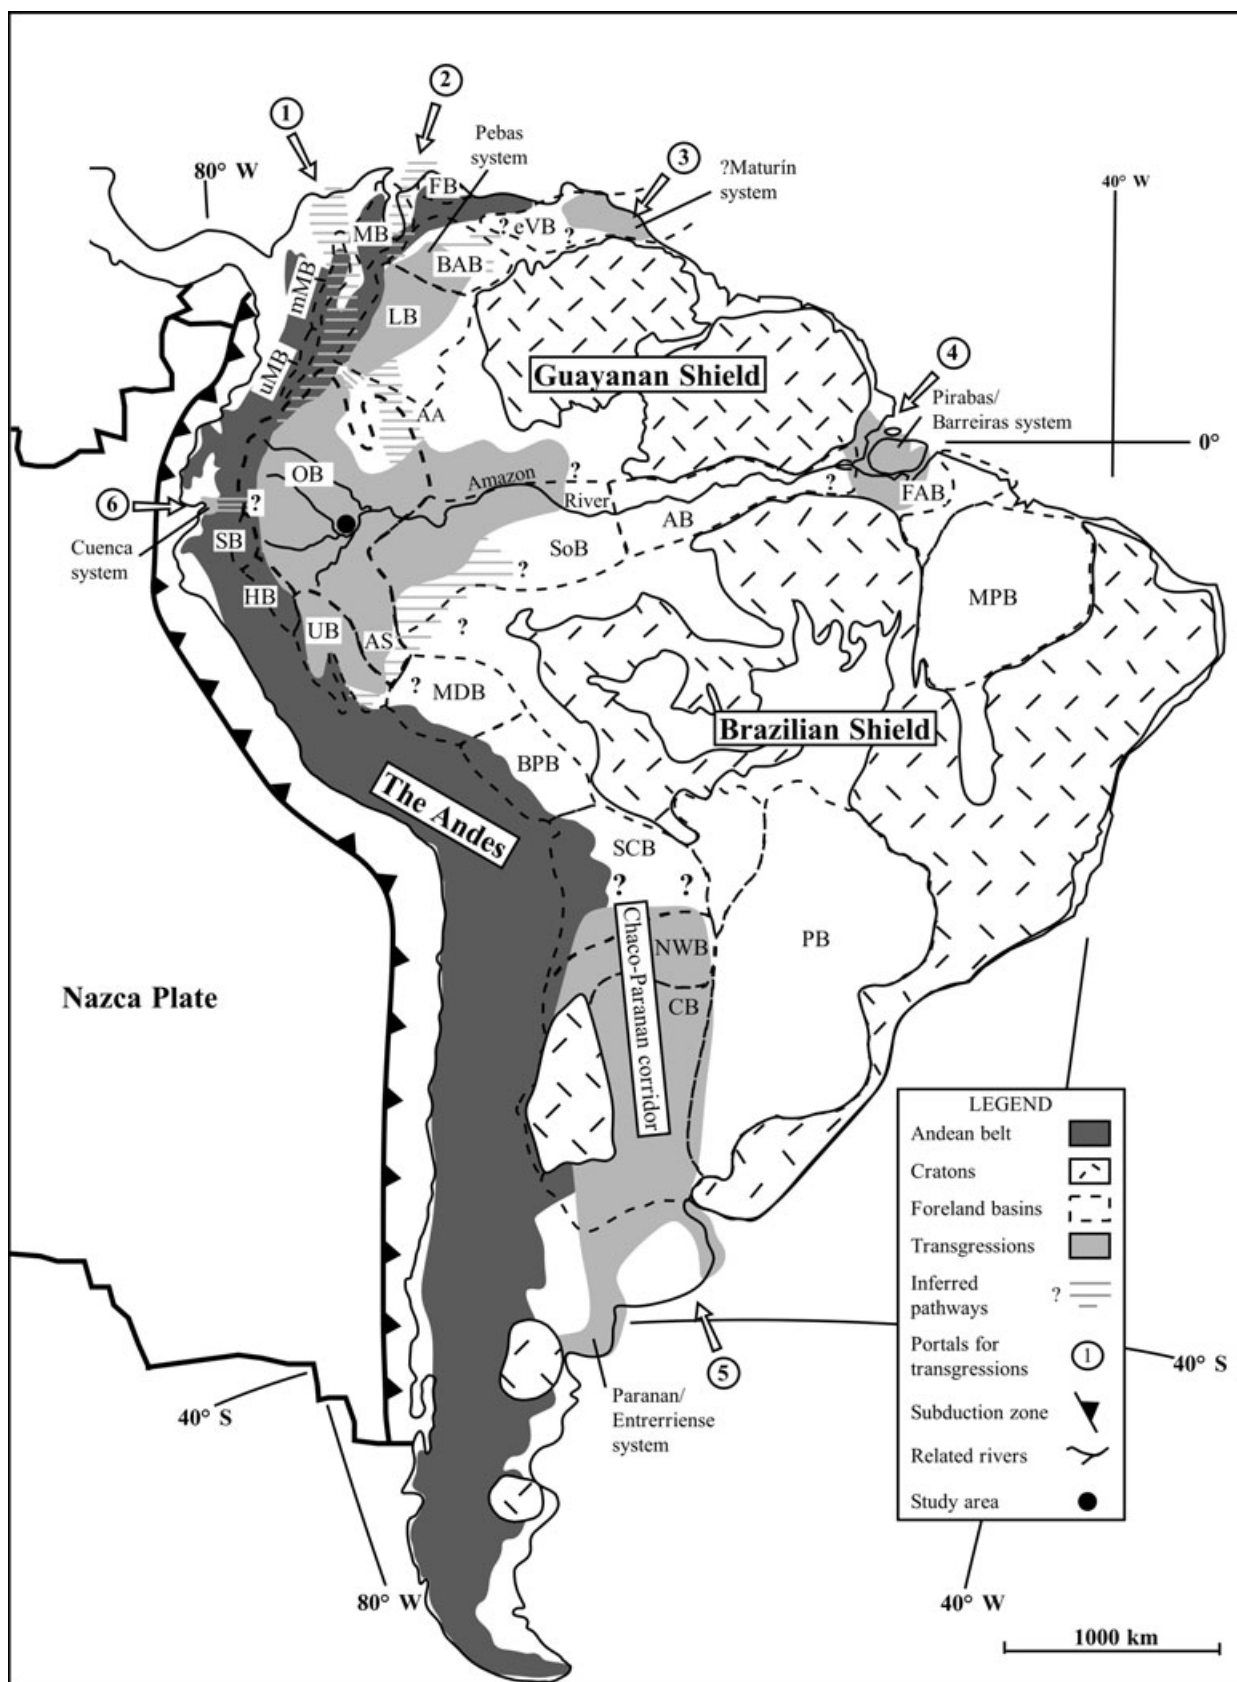 2
1
Pebas
system
3
80° W
?Maturín
system
40° W
FB
MB
? eVB ?
BAB
mMB
LB
uMB
Guayanan Shield
4
Pirabas/
Barreiras system
AA
0°
OB
Amazon
River
?
?
FAB
6
?
AB
Cuenca
system
SB
SoB
?
HB
MPB
UB
AS
?
?
MDB
Brazilian Shield
BPB
The Andes
SCB
? ?
Chaco-Paranan corridor
NWB
PB
CB
Nazca Plate
LEGEND
Andean belt
Cratons
Foreland basins
Transgressions
Inferred
pathways
?
Portals for
transgressions
1
Subduction zone
Related rivers
Study area
5
40° S
40° S
Paranan/
Entrerriense
system
80° W
40° W
1000 km